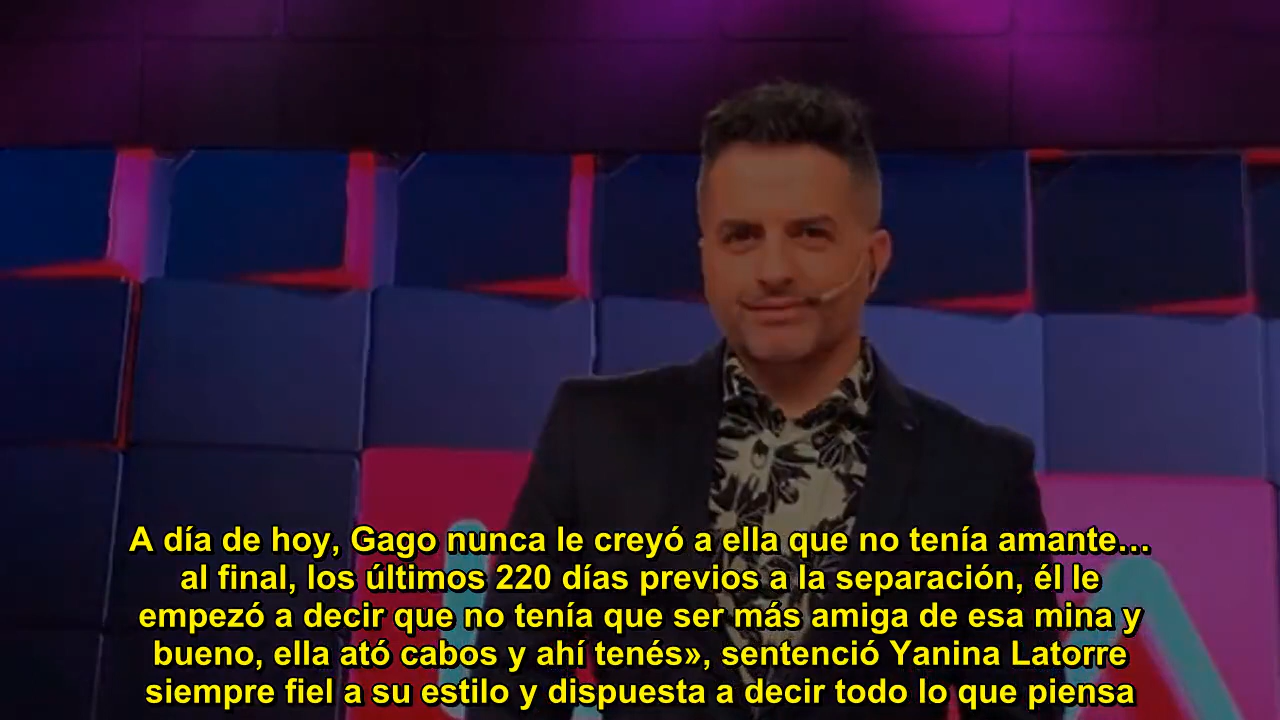 A día de hoy, Gago nunca le creyó a ella que no tenía amante…
al final, los últimos 220 días previos a la separación, él le
empezó a decir que no tenía que ser más amiga de esa mina y
bueno, ella ató cabos y ahí tenés», sentenció Yanina Latorre
siempre fiel a su estilo y dispuesta a decir todo lo que piensa